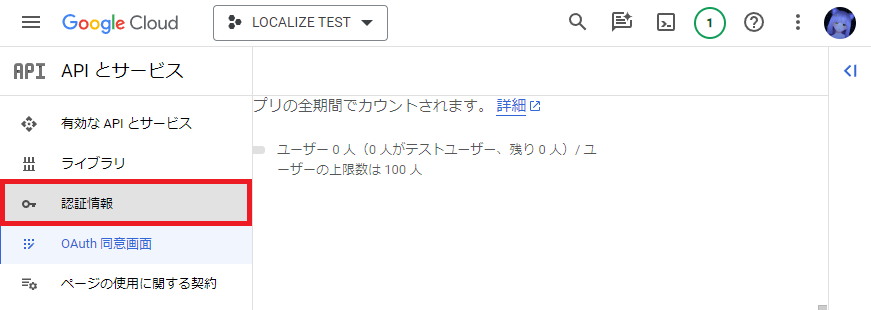 Google Cloud
LOCALIZE TEST
1
API
API とサービス
有効な API とサービス
ライブラリ
認証情報
OAuth 同意画面
ページの使用に関する契約
プリの全期間でカウントされます。 詳細
ユーザー 0 人（0 人がテストユーザー、残り 0 人）/ ユ
ーザーの上限数は 100 人